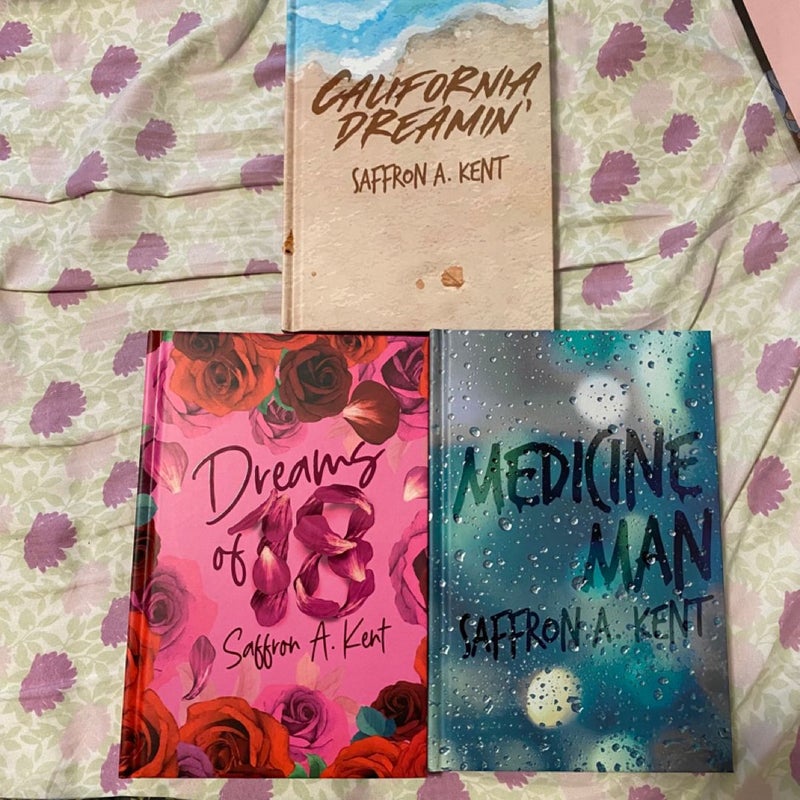 CALIFORNIA
DREAMIN'
SAFFRON A. KENT
Dreams
of 18
Saffron A. Kent
MEDICINE
MAN
SAFFRON A. KENT